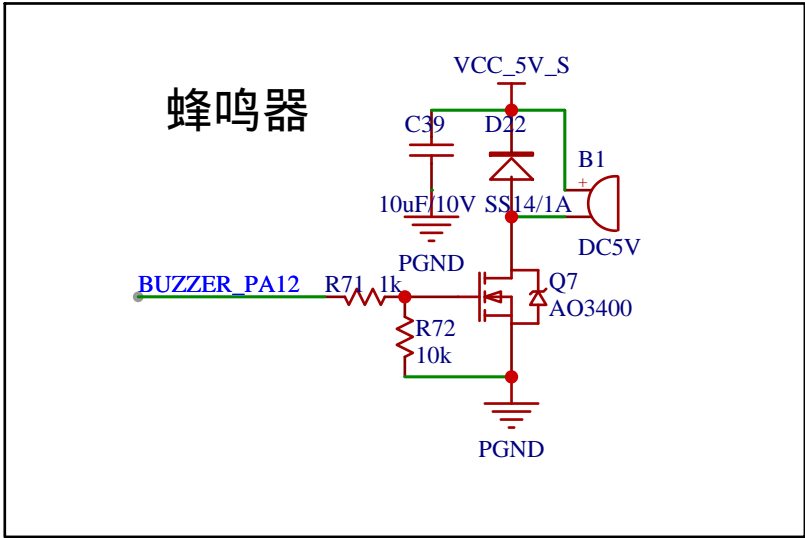 VCC_5V_S
蜂鸣器
C39
D22
B1
+
10uF/10V
SS14/1A
DC5V
PGND
BUZZER_PA12
R71
1k
Q7
AO3400
R72
10k
PGND